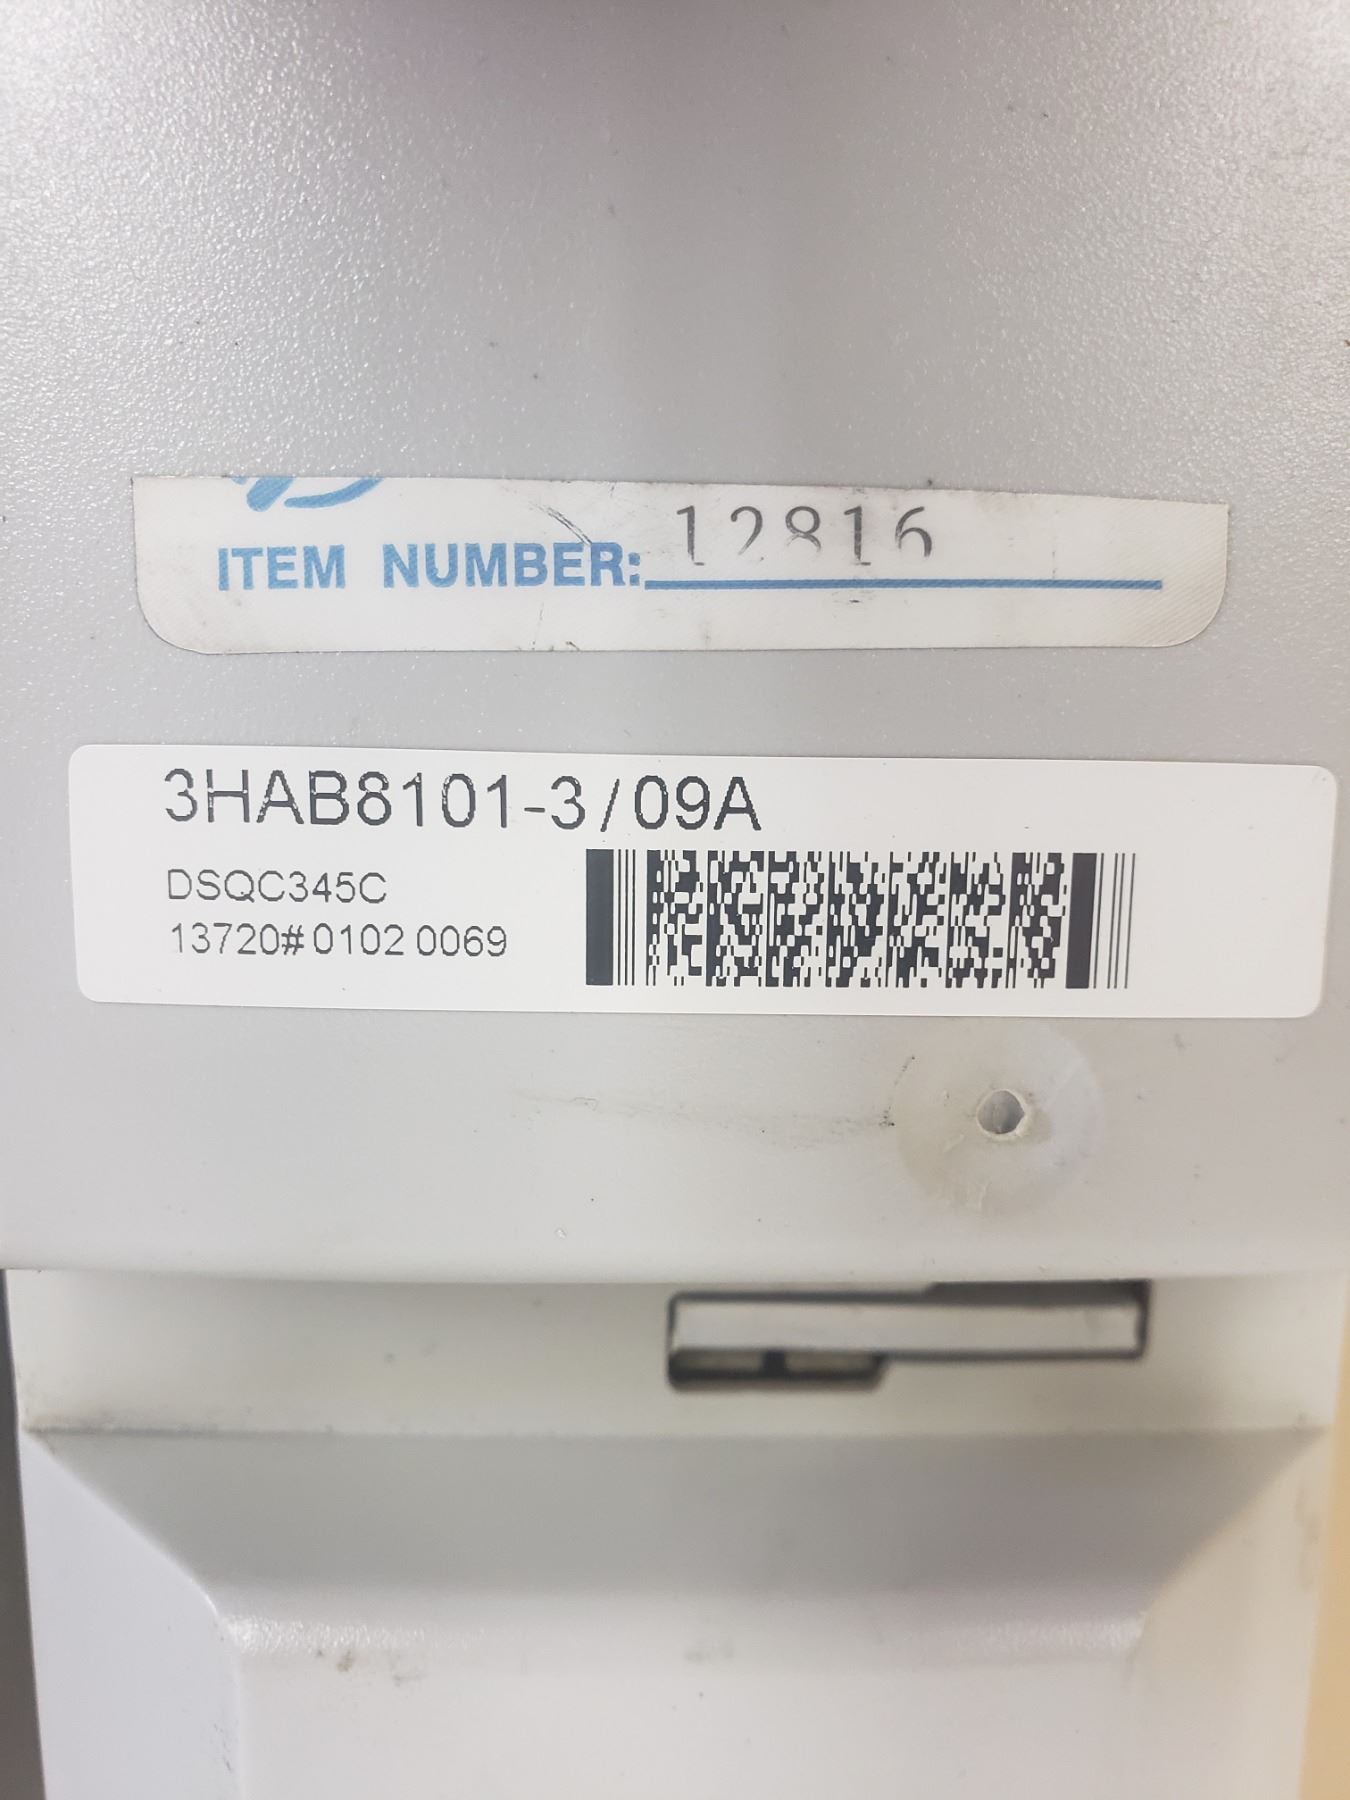 ITEM NUMBER: 12816
3HAB8101-3/09A
DSQC345C
13720#0102 0069